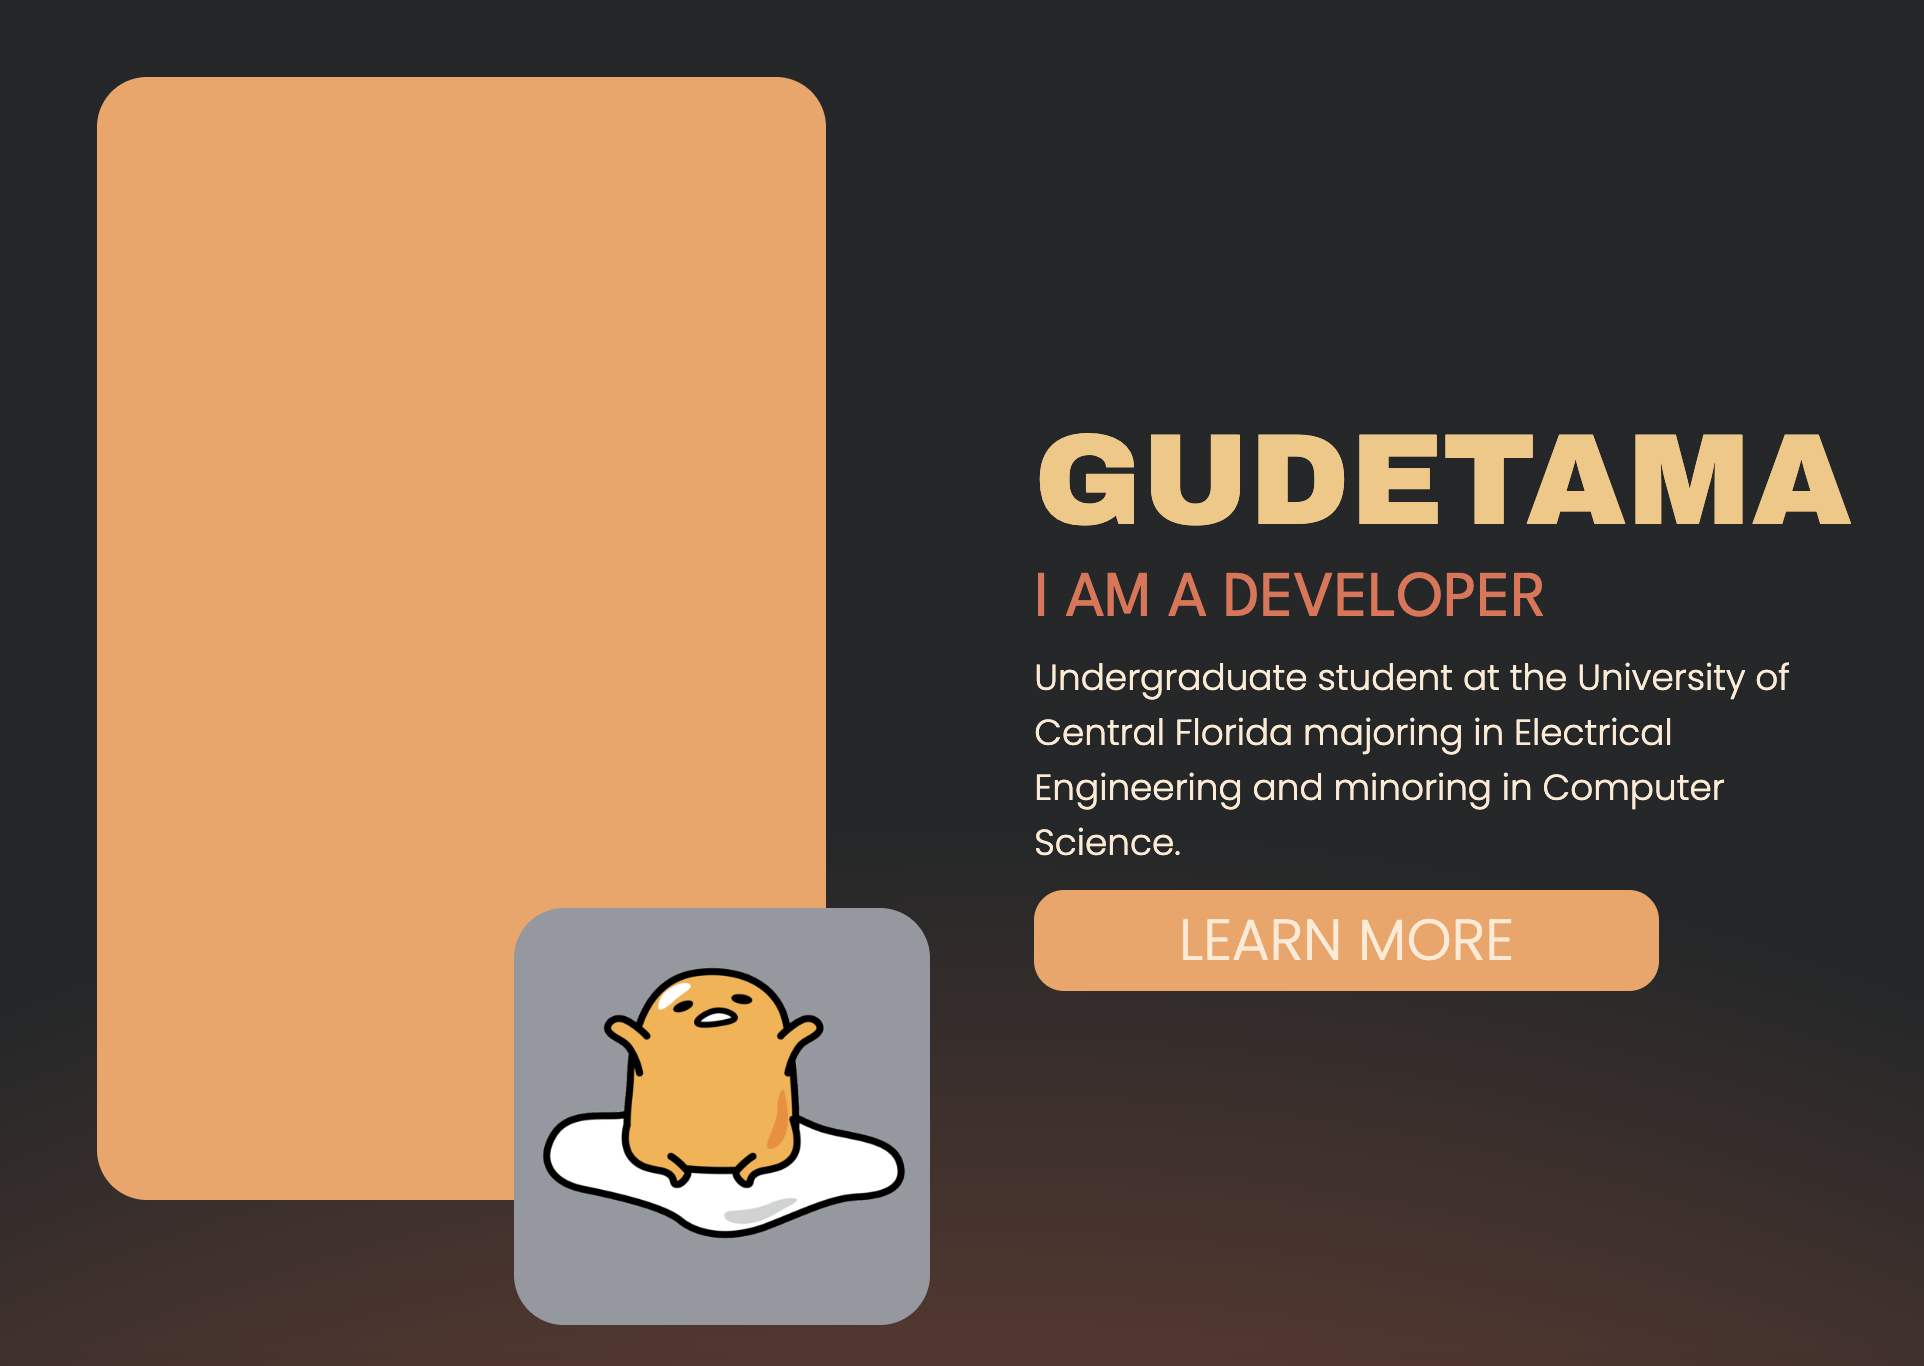 GUDETAMA
I AM A DEVELOPER
Undergraduate student at the University of
Central Florida majoring in Electrical
Engineering and minoring in Computer
Science.
LEARN MORE